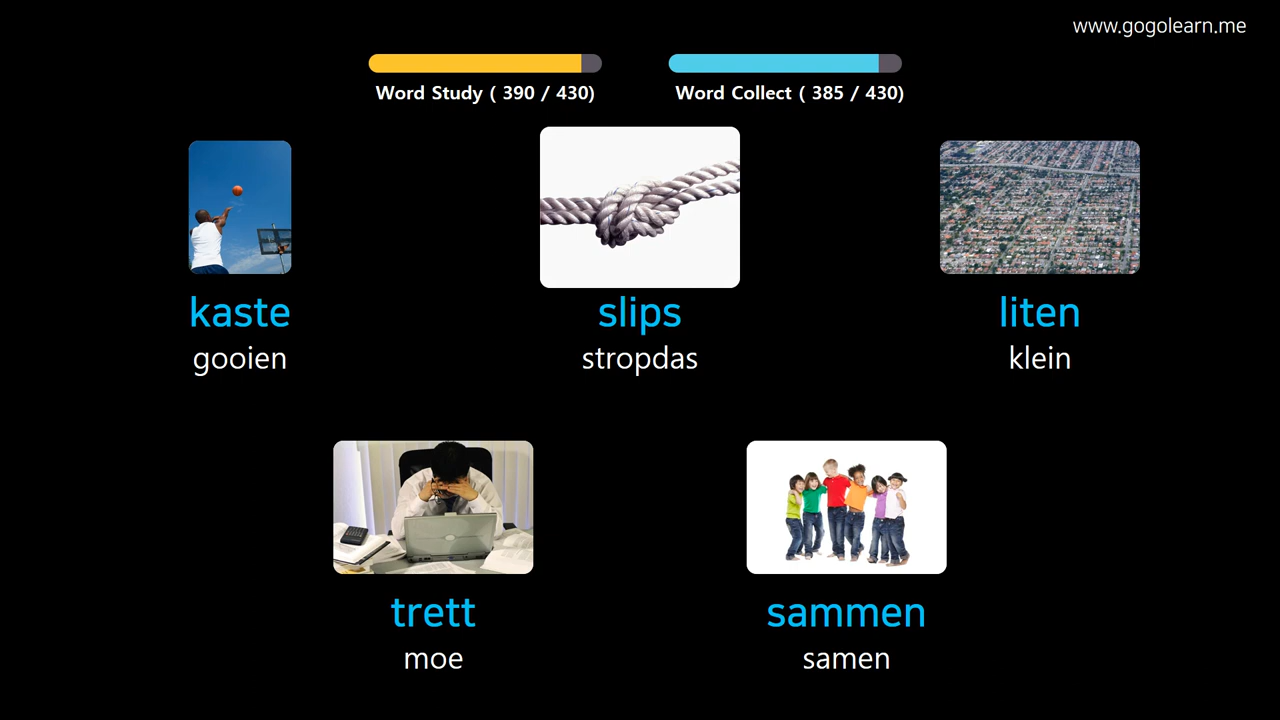 www.gogolearn.me
Word Study ( 390 / 430)
Word Collect ( 385 / 430)
kaste
gooien
slips
stropdas
liten
klein
trett
moe
sammen
samen